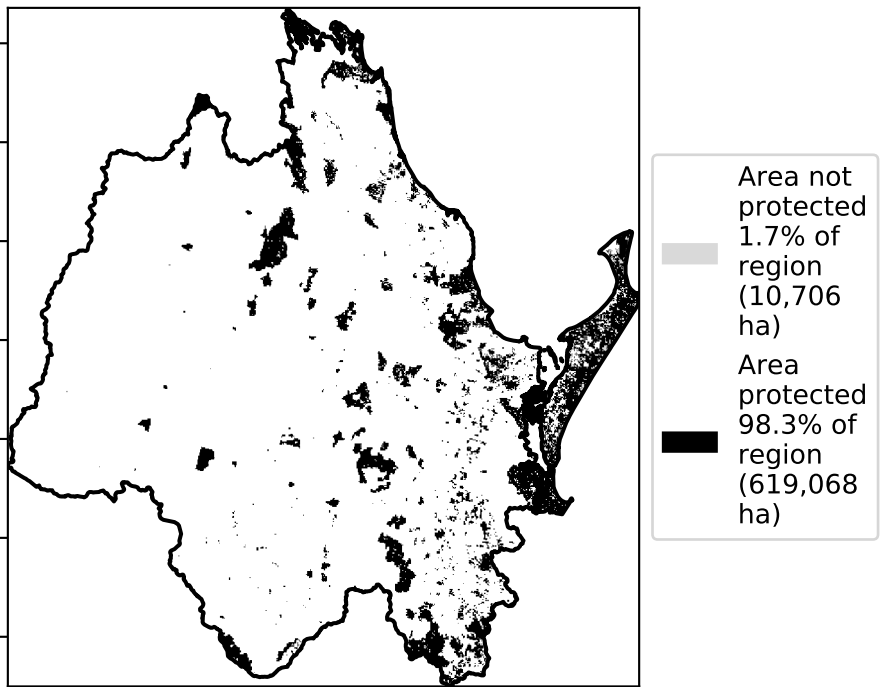 Area not
protected
1.7% of
region
(10,706
ha)
Area
protected
98.3% of
region
(619,068
ha)